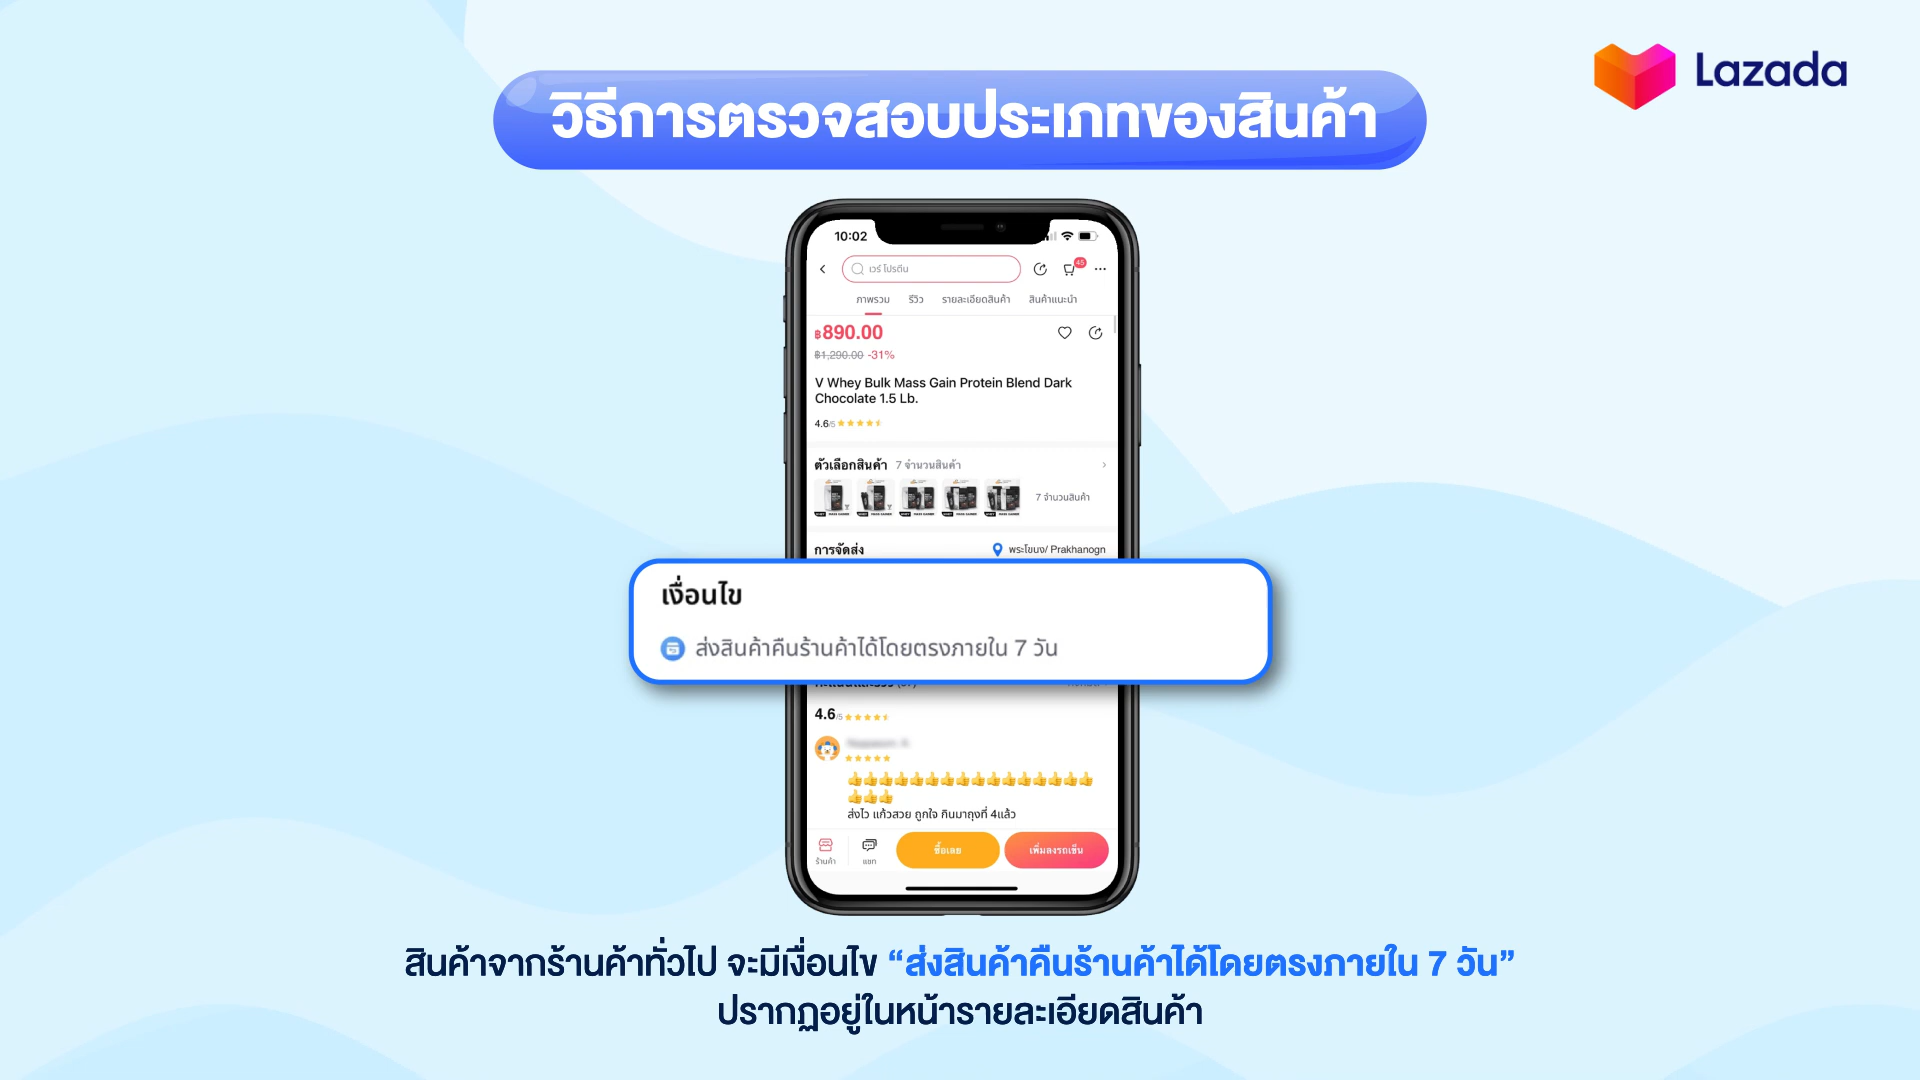 Lazada
วิธีการตรวจสอบประเภทของสินค้า
10:02
เวร์ โปรตีน
45
ภาพรวม รีวิว รายละเอียดสินค้า สินค้าแนะนำ
฿890.00
฿1,290.00 -31%
V Whey Bulk Mass Gain Protein Blend Dark
Chocolate 1.5 Lb.
4.6/5
ตัวเลือกสินค้า 7 จำนวนสินค้า
7 จำนวนสินค้า
การจัดส่ง พระโขนง/ Prakhanogn
เงื่อนไข
ส่งสินค้าคืนร้านค้าได้โดยตรงภายใน 7 วัน
4.6/5
ส่งไว แก้วสวย ถูกใจ กินมาถุงที่ 4แล้ว
ร้านค้า แชท ซื้อเลย เพิ่มลงรถเข็น
สินค้าจากร้านค้าทั่วไป จะมีเงื่อนไข “ส่งสินค้าคืนร้านค้าได้โดยตรงภายใน 7 วัน”
ปรากฏอยู่ในหน้ารายละเอียดสินค้า